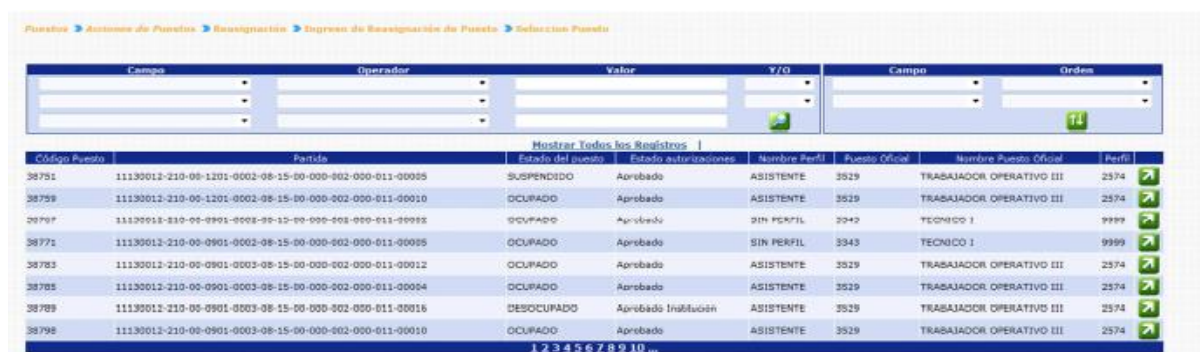 Puestos Acciones de Puestos Reasignación Ingreso de Reasignación de Puesto Seleccion Puesto
Campo Operador Valor Y/O Campo Orden
Mostrar Todos los Registros |
Código Puesto Partida Estado del puesto Estado autorizaciones Nombre Perfil Puesto Oficial Nombre Puesto Oficial Perfil
38751 11130012-210-00-1201-0002-08-15-00-000-002-000-011-00005 SUSPENDIDO Aprobado ASISTENTE 3529 TRABAJADOR OPERATIVO III 2574
38759 11130012-210-00-1201-0002-08-15-00-000-002-000-011-00010 OCUPADO Aprobado ASISTENTE 3529 TRABAJADOR OPERATIVO III 2574
OCUPADO Aprobado SIN PERFIL 3343 TECNICO I 9999
38771 11130012-210-00-0901-0002-08-15-00-000-002-000-011-00005 OCUPADO Aprobado SIN PERFIL 3343 TECNICO I 9999
38783 11130012-210-00-0901-0003-08-15-00-000-002-000-011-00012 OCUPADO Aprobado ASISTENTE 3529 TRABAJADOR OPERATIVO III 2574
38785 11130012-210-00-0901-0003-08-15-00-000-002-000-011-00004 OCUPADO Aprobado ASISTENTE 3529 TRABAJADOR OPERATIVO III 2574
38789 11130012-210-00-0901-0003-08-15-00-000-002-000-011-00016 DESOCUPADO Aprobado Institución ASISTENTE 3529 TRABAJADOR OPERATIVO III 2574
38798 11130012-210-00-0901-0003-08-15-00-000-002-000-011-00010 OCUPADO Aprobado ASISTENTE 3529 TRABAJADOR OPERATIVO III 2574
1 2 3 4 5 6 7 8 9 10 ...